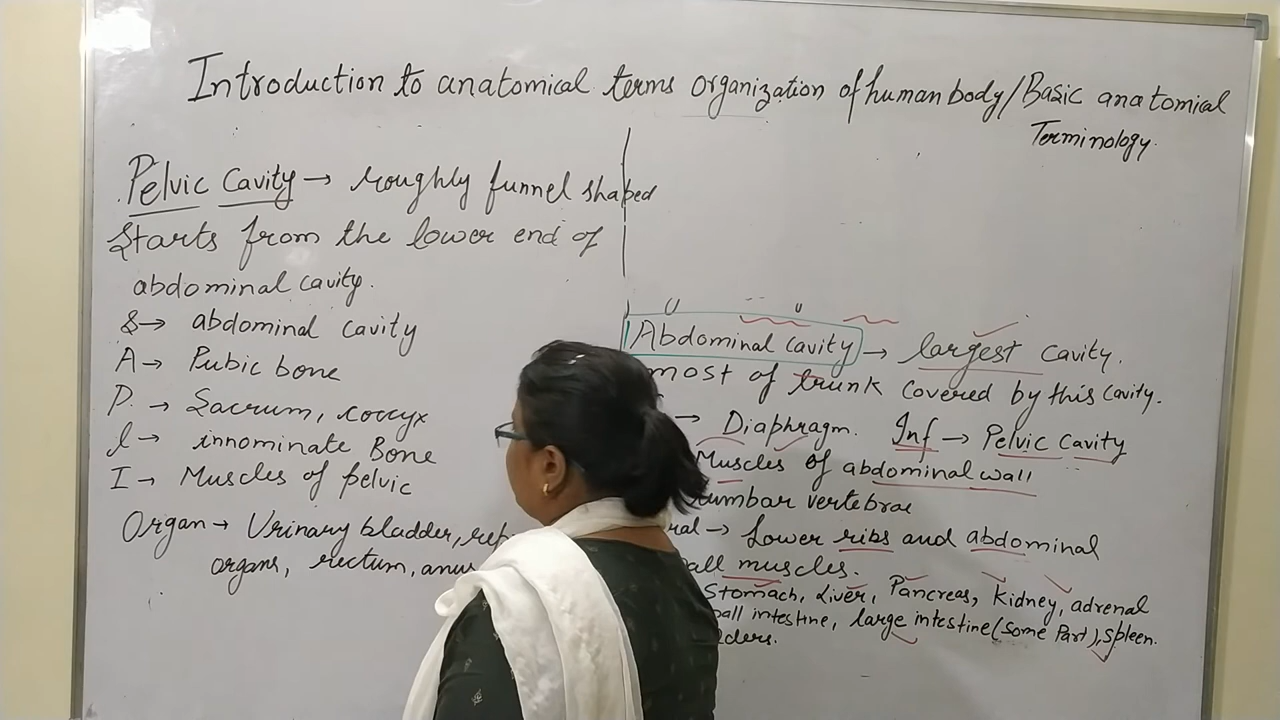 Introduction to anatomical terms organization of human body/Basic anatomical
Terminology.
Pelvic Cavity → roughly funnel shaped
Starts from the lower end of
abdominal cavity.
S → abdominal cavity
A → Pubic bone
P. → Sacrum, coccyx
l → innominate Bone
I → Muscles of pelvic
Organ → Urinary bladder,
organs, rectum, anus
Abdominal cavity → largest cavity.
most of trunk covered by this cavity.
→ Diaphragm. Inf → Pelvic cavity
Muscles of abdominal wall
lumbar vertebrae
→ Lower ribs and abdominal
muscles.
Stomach, Liver, Pancreas, Kidney, adrenal
intestine, large intestine (some Part), Spleen.